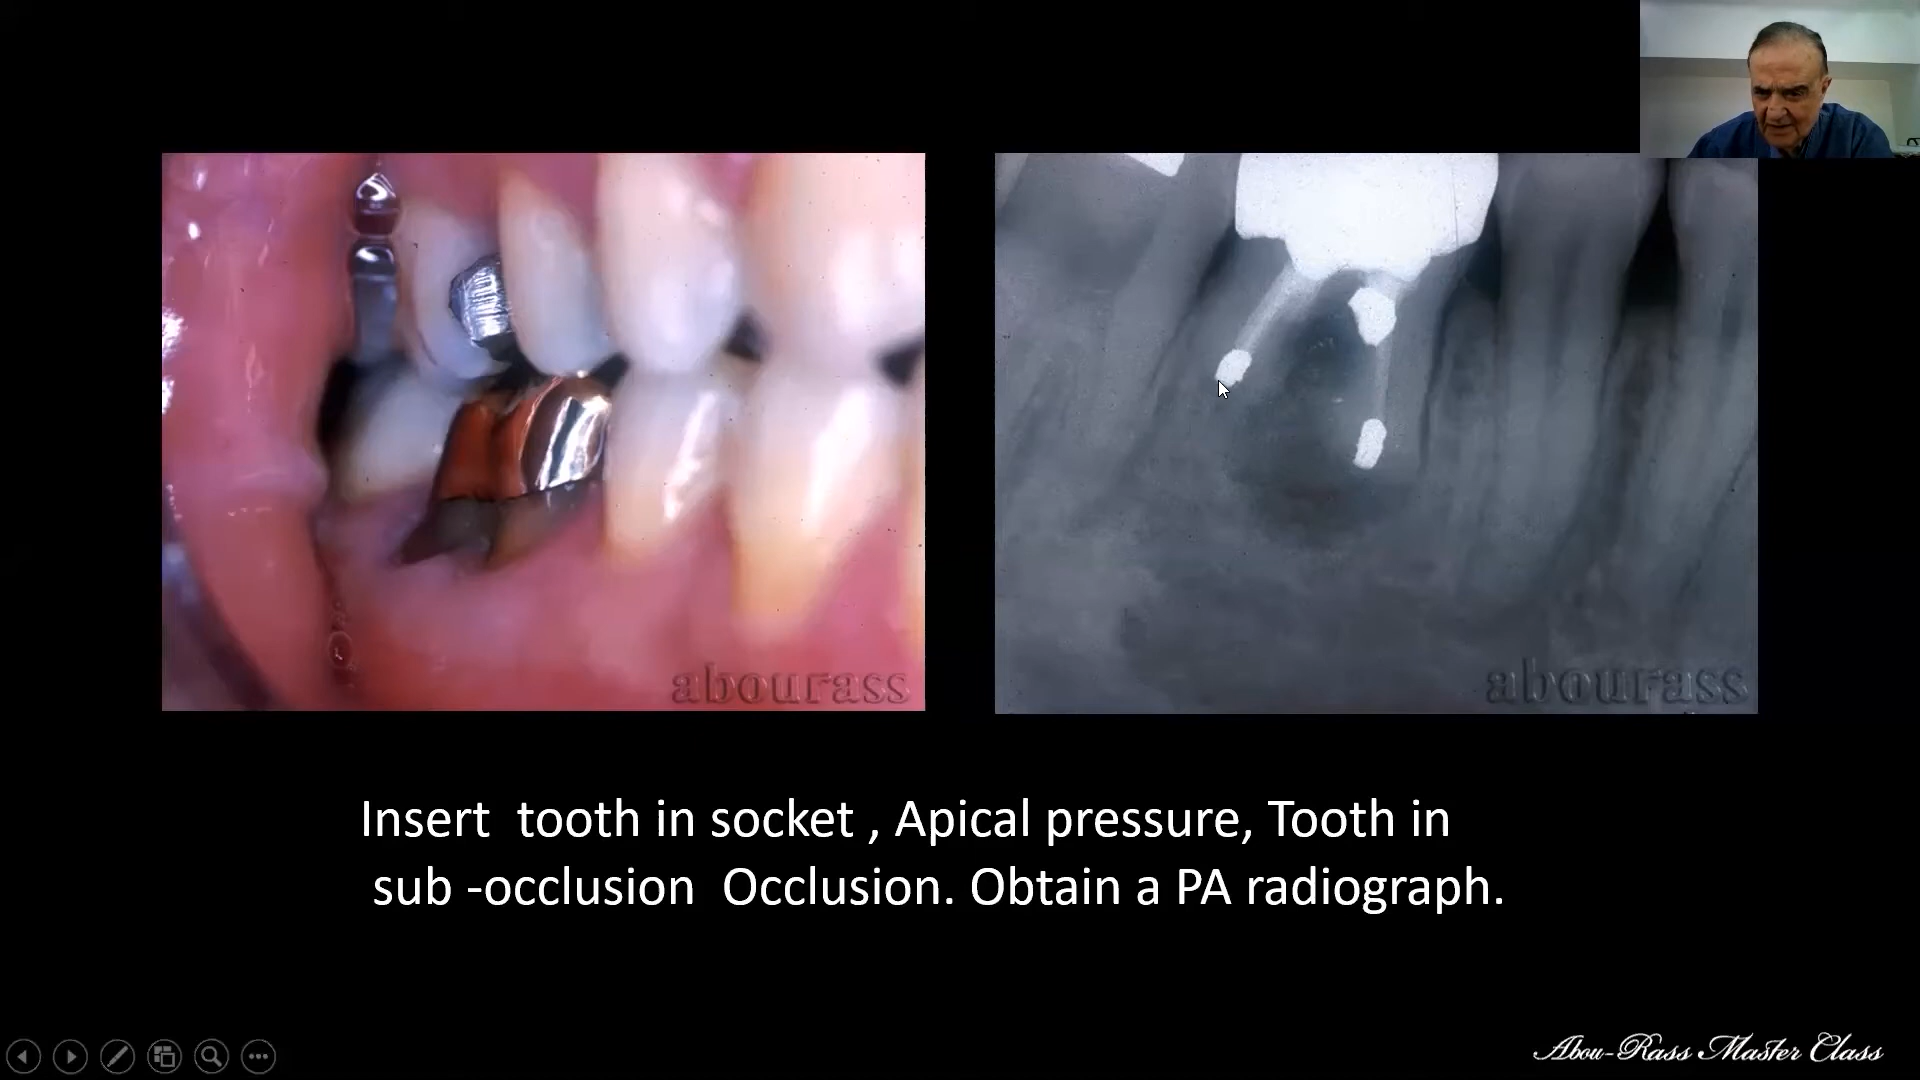 abourass
abourass
Insert  tooth in socket , Apical pressure, Tooth in
sub -occlusion  Occlusion. Obtain a PA radiograph.
Abou-Rass Master Class